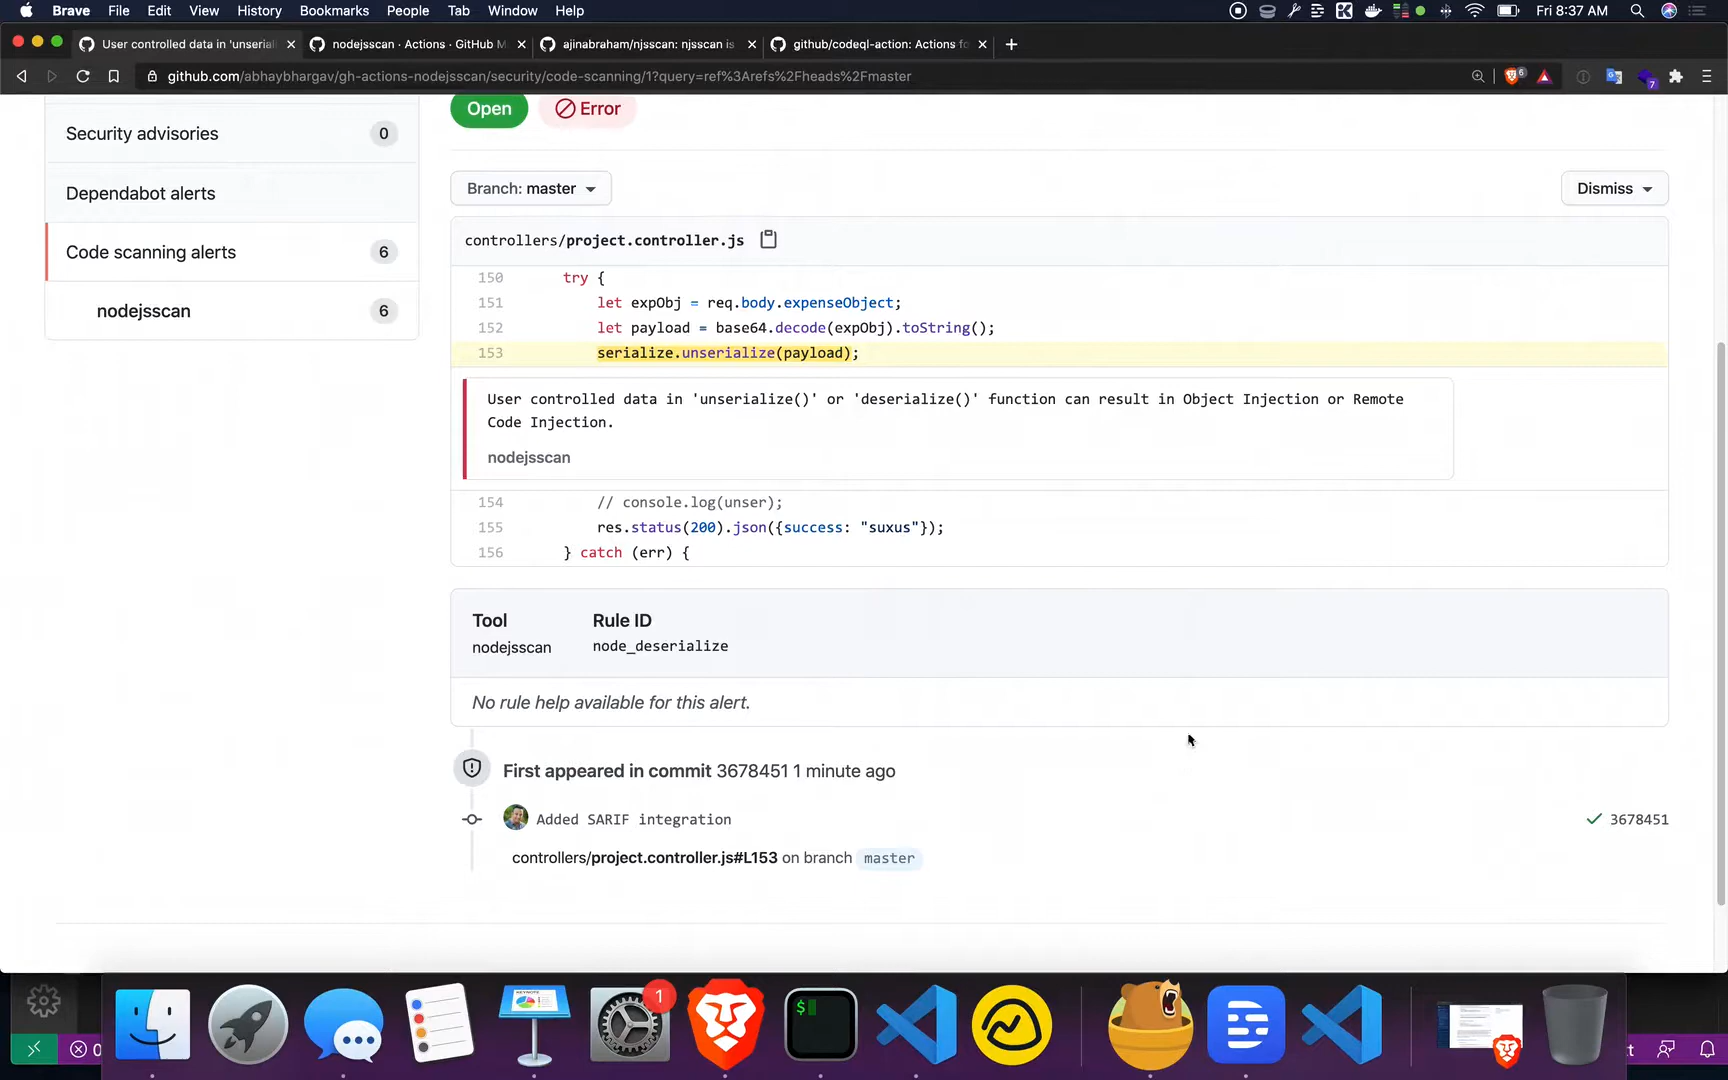 Brave File Edit View History Bookmarks People Tab Window Help Fri 8:37 AM
User controlled data in 'unserial
nodejsscan · Actions · GitHub M
ajinabraham/njsscan: njsscan is
github/codeql-action: Actions fo
github.com/abhaybhargav/gh-actions-nodejsscan/security/code-scanning/1?query=ref%3Arefs%2Fheads%2Fmaster
6
7
Security advisories 0
Dependabot alerts
Code scanning alerts 6
nodejsscan 6
Open Error
Branch: master
Dismiss
controllers/project.controller.js
150 try {
151 let expObj = req.body.expenseObject;
152 let payload = base64.decode(expObj).toString();
153 serialize.unserialize(payload);
User controlled data in 'unserialize()' or 'deserialize()' function can result in Object Injection or Remote
Code Injection.
nodejsscan
154 // console.log(unser);
155 res.status(200).json({success: "suxus"});
156 } catch (err) {
Tool Rule ID
nodejsscan node_deserialize
No rule help available for this alert.
First appeared in commit 3678451 1 minute ago
Added SARIF integration 3678451
controllers/project.controller.js#L153 on branch master
1
KEYNOTE
$
0
t